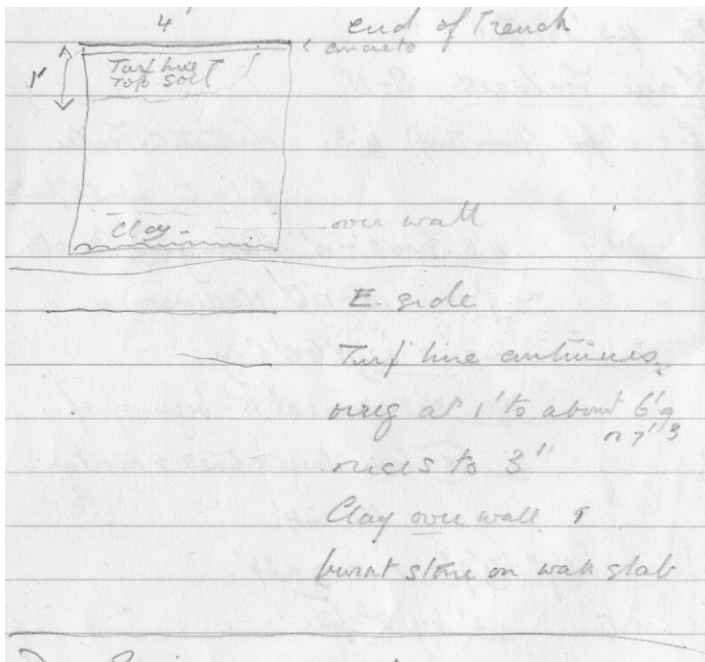 4'
end of Trench
concrete
1'
Turf line
Top Soil
Clay - over wall
E. side
Turf line continues
at 1' to about 6'9
or 7'3
rises to 3"
Clay over wall &
burnt stone on wall slab